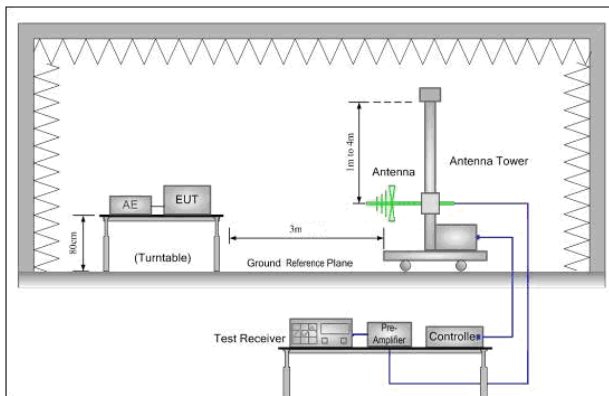 1m to 4m
Antenna
Antenna Tower
AE
EUT
80cm
(Turntable)
3m
Ground Reference Plane
Test Receiver
Pre-
Amplifier
Controller